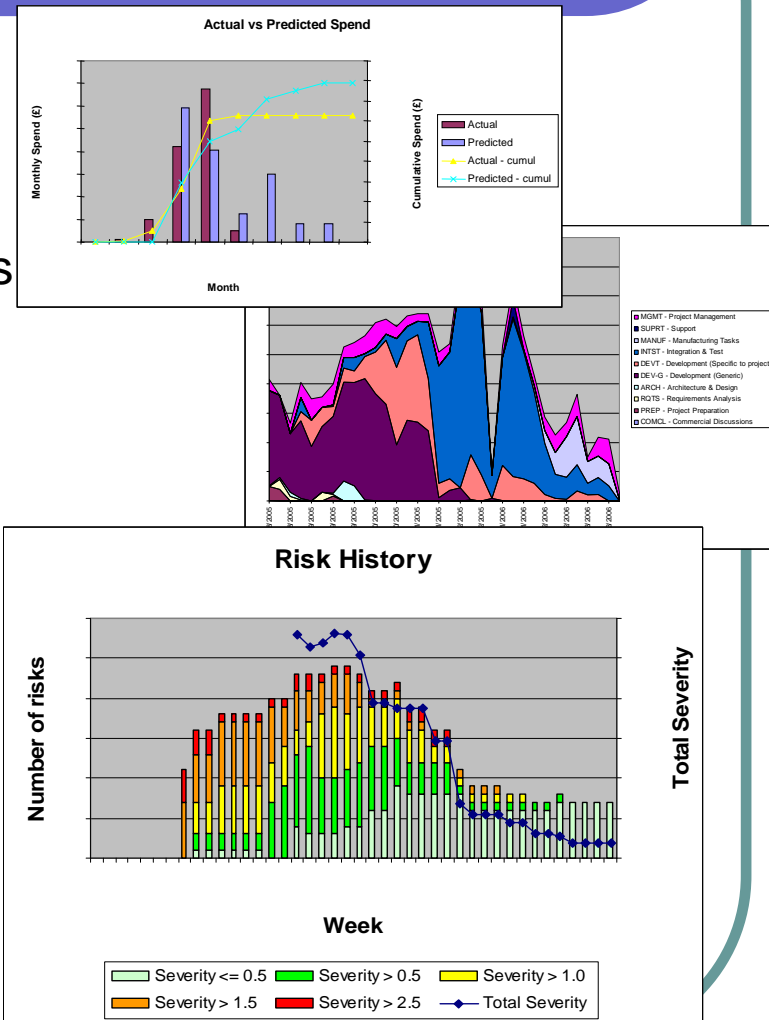 Actual vs Predicted Spend
Monthly Spend (£)
Cumulative Spend (£)
Actual
Predicted
Actual - cumul
Predicted - cumul
Month
s
MGMT - Project Management
SUPRT - Support
MANUF - Manufacturing Tasks
INTST - Integration & Test
DEVT - Development (Specific to project
DEV-G - Development (Generic)
ARCH - Architecture & Design
RQTS - Requirements Analysis
PREP - Project Preparation
COMCL - Commercial Discussions
Risk History
Number of risks
Total Severity
Week
Severity <= 0.5
Severity > 0.5
Severity > 1.0
Severity > 1.5
Severity > 2.5
Total Severity